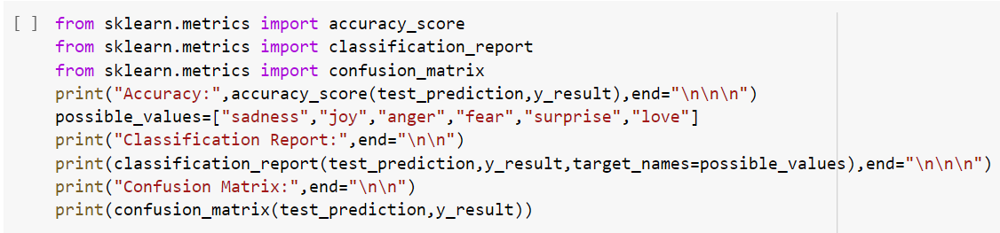 [ ] from sklearn.metrics import accuracy_score
from sklearn.metrics import classification_report
from sklearn.metrics import confusion_matrix
print("Accuracy:",accuracy_score(test_prediction,y_result),end="\n\n\n")
possible_values=["sadness","joy","anger","fear","surprise","love"]
print("Classification Report:",end="\n\n")
print(classification_report(test_prediction,y_result,target_names=possible_values),end="\n\n\n")
print("Confusion Matrix:",end="\n\n")
print(confusion_matrix(test_prediction,y_result))